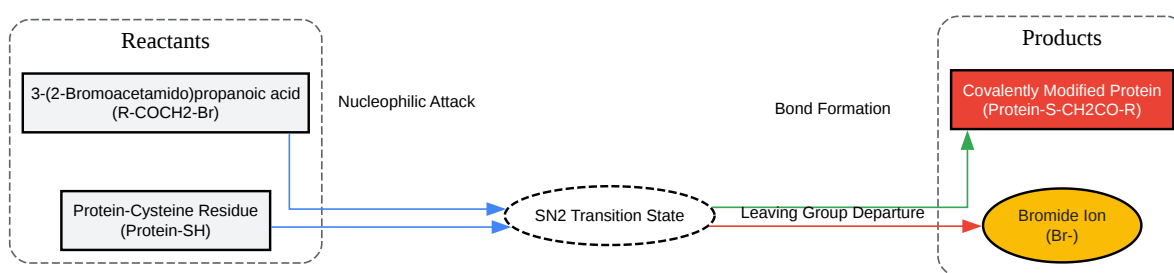 Reactants
3-(2-Bromoacetamido)propanoic acid
(R-COCH2-Br)
Protein-Cysteine Residue
(Protein-SH)
Nucleophilic Attack
SN2 Transition State
Bond Formation
Leaving Group Departure
Products
Covalently Modified Protein
(Protein-S-CH2CO-R)
Bromide Ion
(Br-)